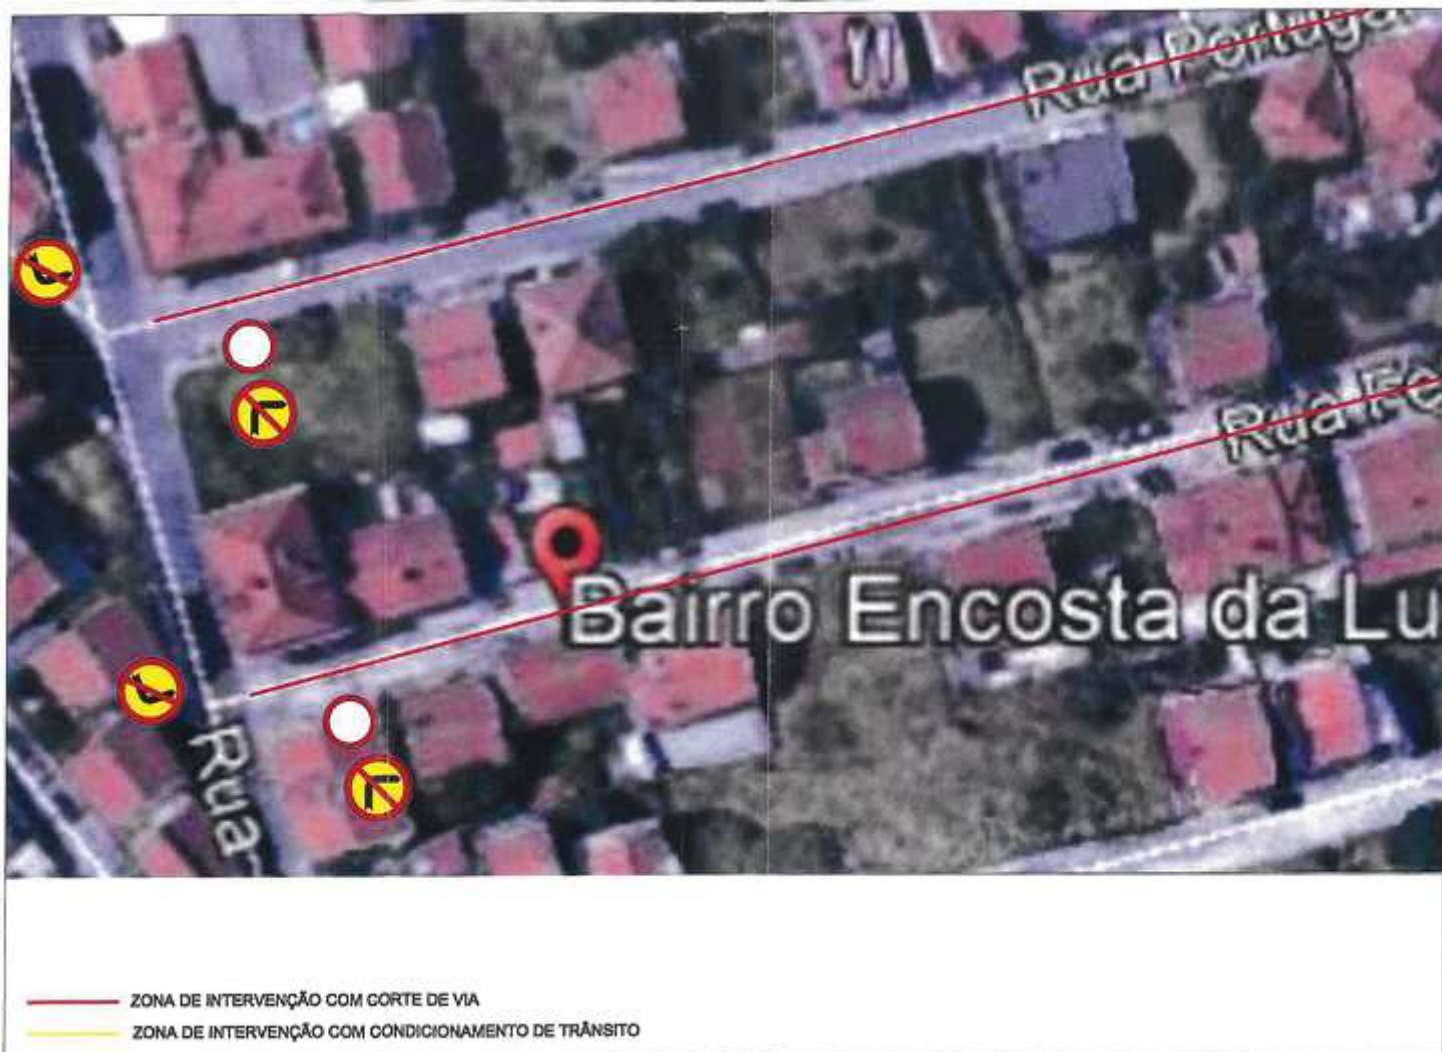 Rua Portugal
Rua Fe
Bairro Encosta da Lu
Rua
ZONA DE INTERVENÇÃO COM CORTE DE VIA
ZONA DE INTERVENÇÃO COM CONDICIONAMENTO DE TRÂNSITO